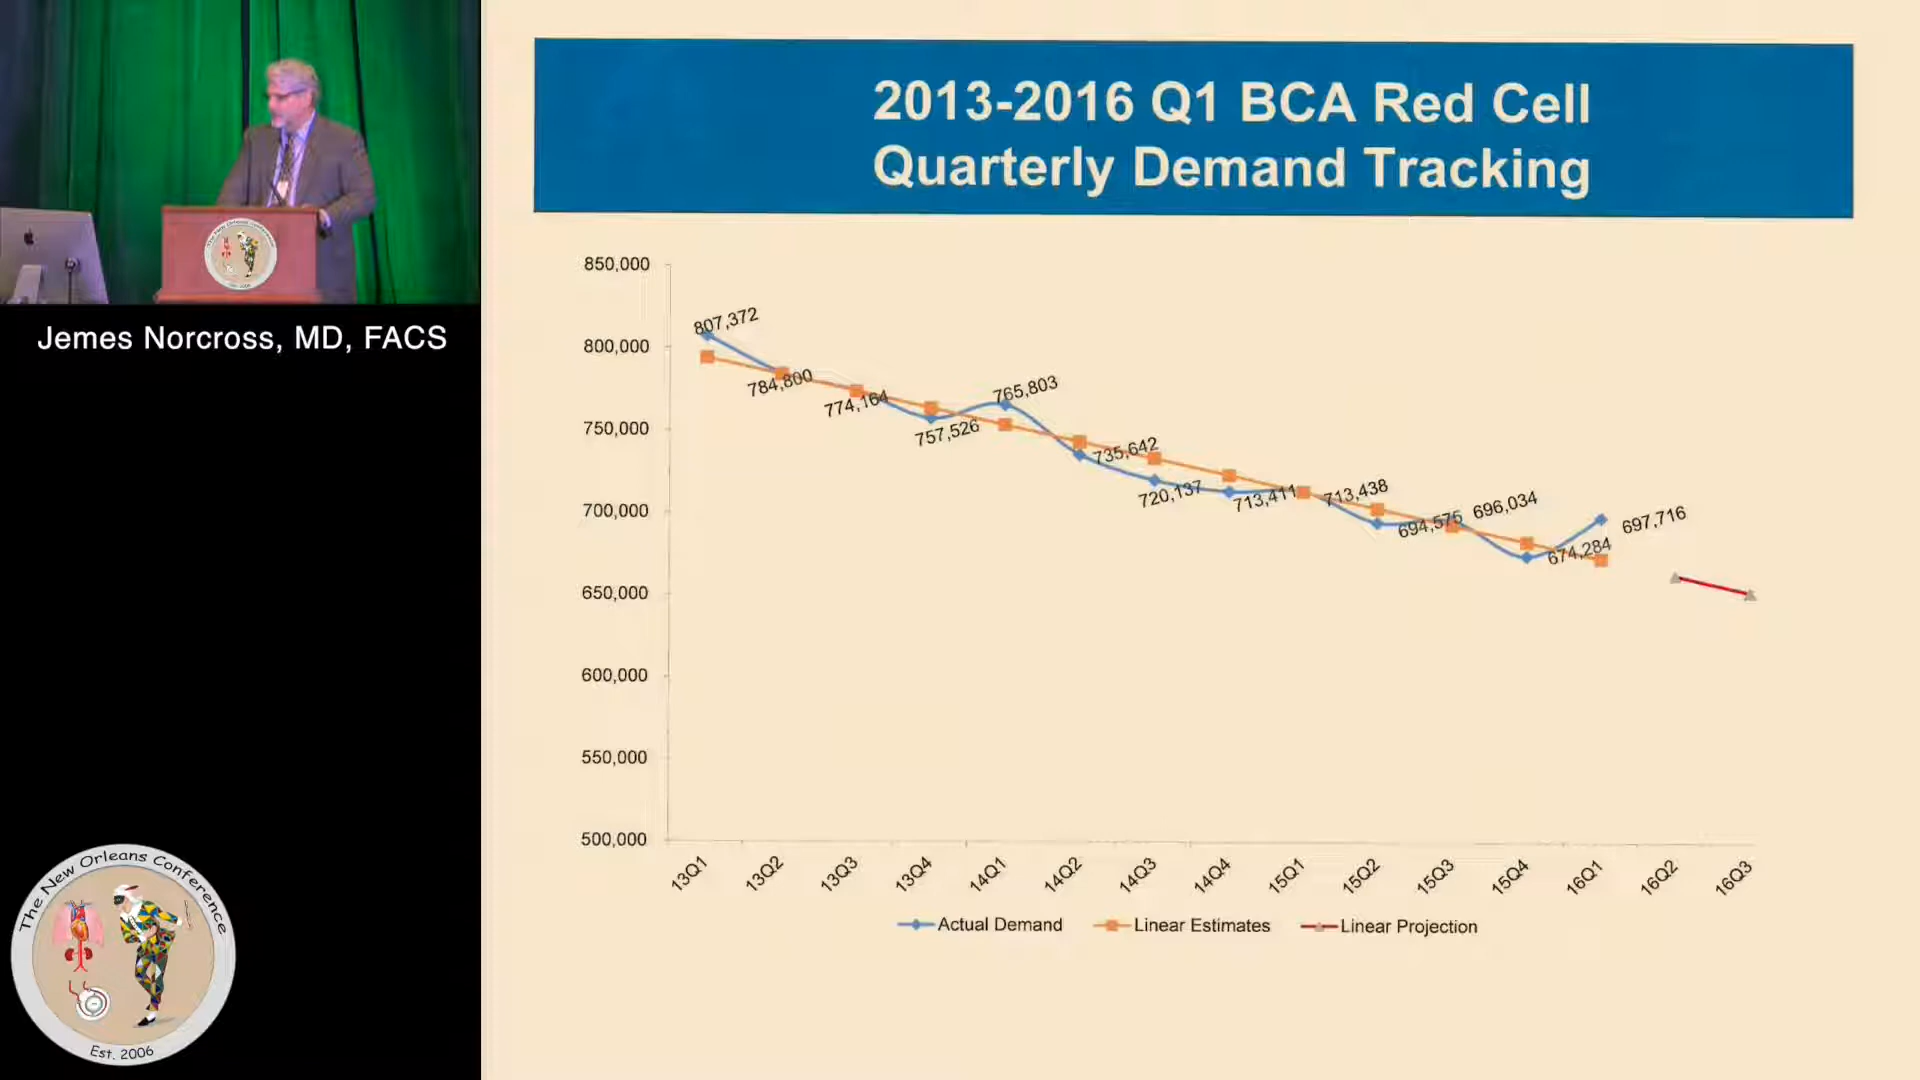 2013-2016 Q1 BCA Red Cell
Quarterly Demand Tracking
Jemes Norcross, MD, FACS
850,000
800,000
750,000
700,000
650,000
600,000
550,000
500,000
807,372
784,800
774,164
757,526
765,803
735,642
720,137
713,411
713,438
694,575
696,034
674,284
697,716
13Q1
13Q2
13Q3
13Q4
14Q1
14Q2
14Q3
14Q4
15Q1
15Q2
15Q3
15Q4
16Q1
16Q2
16Q3
Actual Demand
Linear Estimates
Linear Projection
The New Orleans Conference
Est. 2006